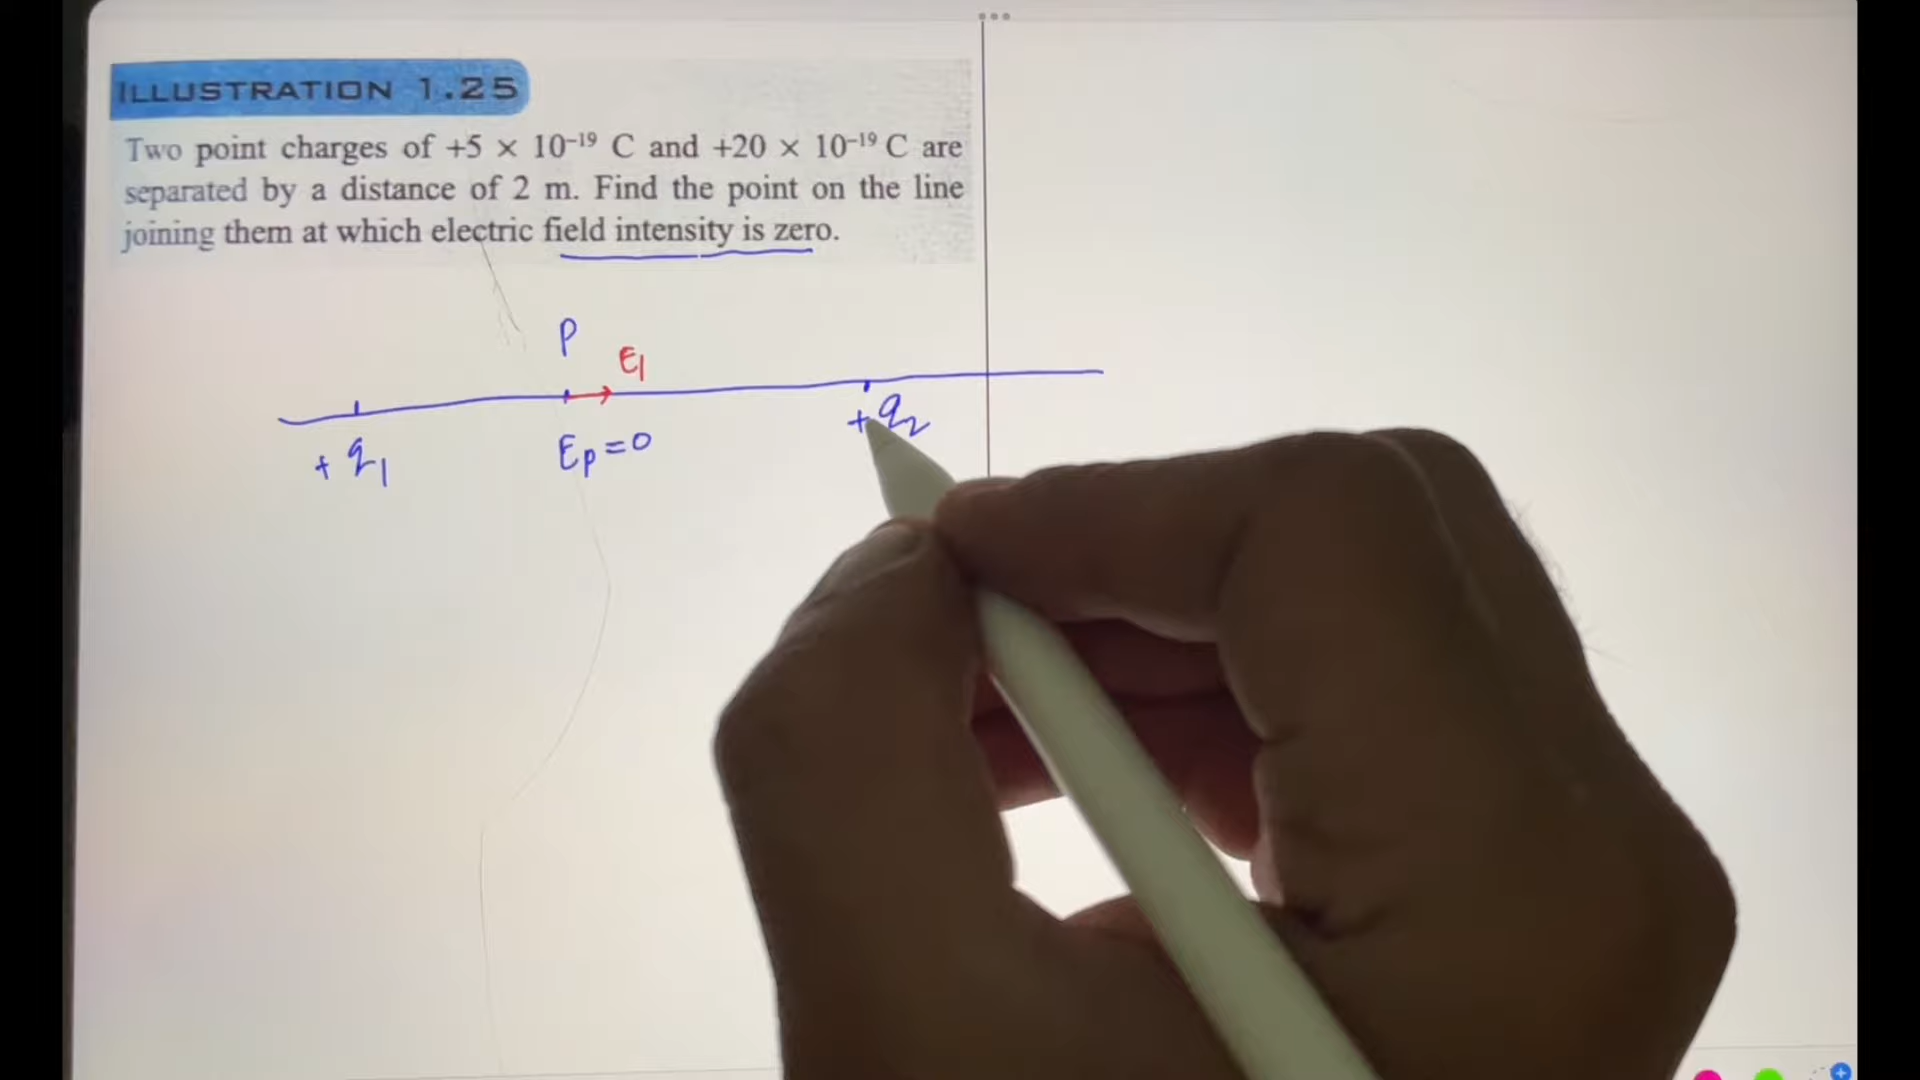 ILLUSTRATION 1.25
Two point charges of +5 × 10⁻¹⁹ C and +20 × 10⁻¹⁹ C are
separated by a distance of 2 m. Find the point on the line
joining them at which electric field intensity is zero.
P
E₁
+ q₁
Eₚ=0
+q₂